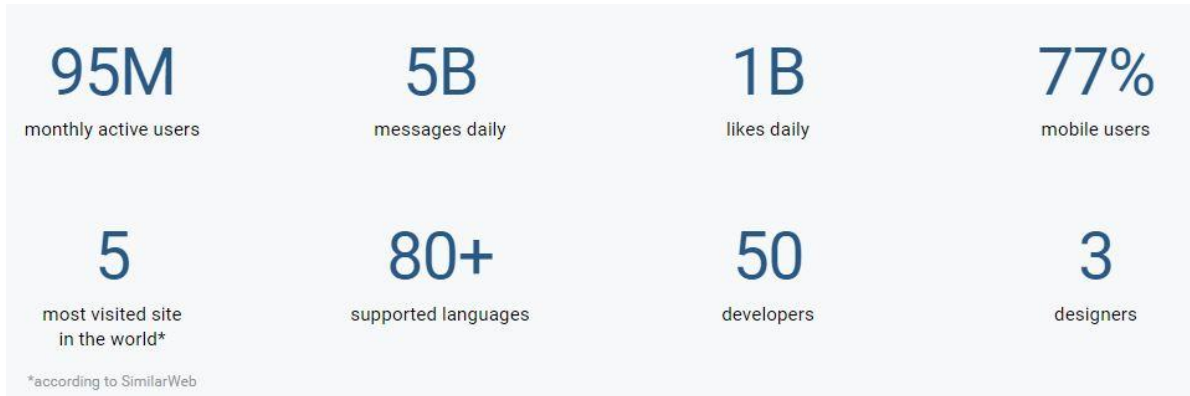 95M
monthly active users
5B
messages daily
1B
likes daily
77%
mobile users
5
most visited site
in the world*
80+
supported languages
50
developers
3
designers
*according to SimilarWeb